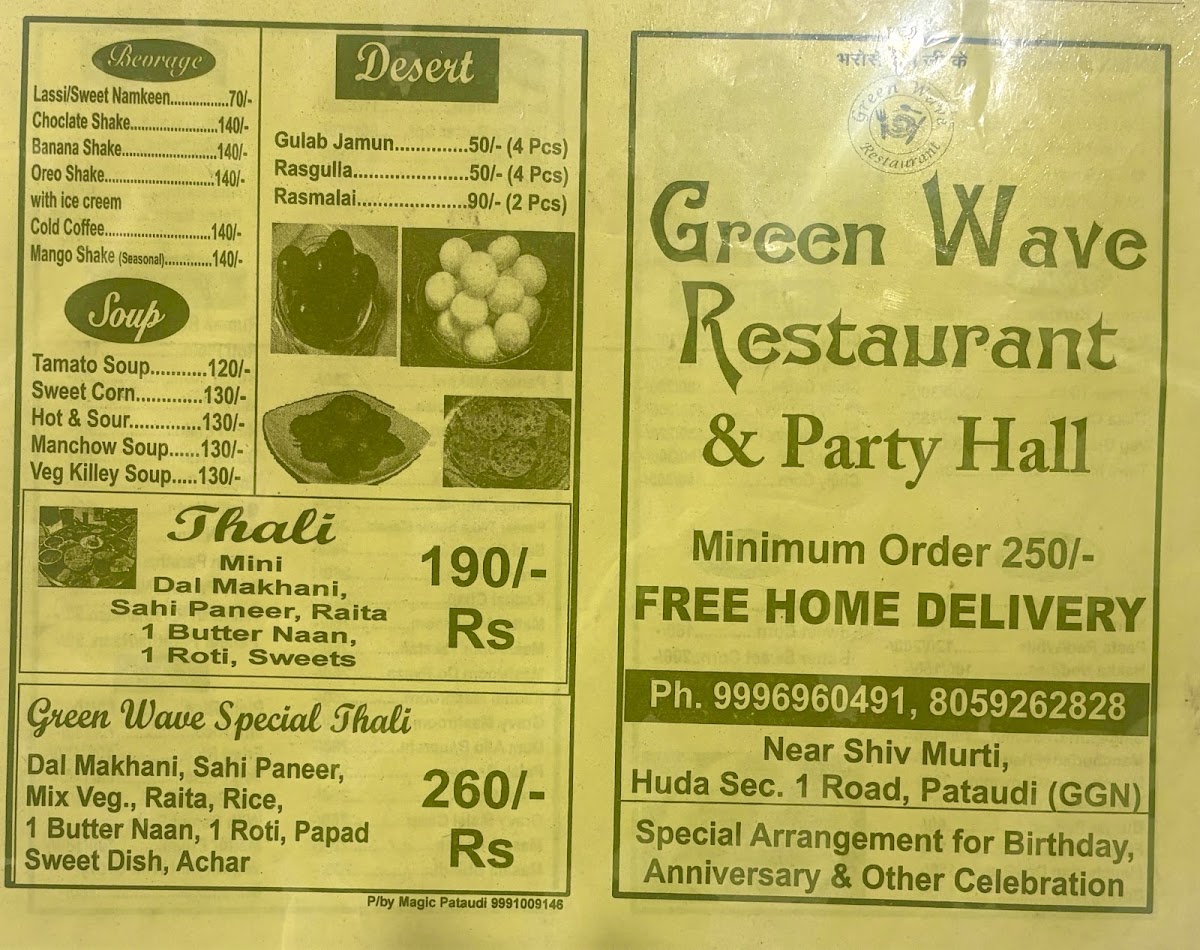 Bevrage
Lassi/Sweet Namkeen...............70/-
Choclate Shake.......................140/-
Banana Shake.........................140/-
Oreo Shake.............................140/-
with ice creem
Cold Coffee............................140/-
Mango Shake (Seasonal).............140/-
Soup
Tamato Soup...........120/-
Sweet Corn.............130/-
Hot & Sour..............130/-
Manchow Soup......130/-
Veg Killey Soup.....130/-
Desert
Gulab Jamun..............50/- (4 Pcs)
Rasgulla......................50/- (4 Pcs)
Rasmalai.....................90/- (2 Pcs)
Thali
Mini
Dal Makhani,
Sahi Paneer, Raita
1 Butter Naan,
1 Roti, Sweets
190/-
Rs
Green Wave Special Thali
Dal Makhani, Sahi Paneer,
Mix Veg., Raita, Rice,
1 Butter Naan, 1 Roti, Papad
Sweet Dish, Achar
260/-
Rs
P/by Magic Pataudi 9991009146
Green Wave
Restaurant
Green Wave
Restaurant
& Party Hall
Minimum Order 250/-
FREE HOME DELIVERY
Ph. 9996960491, 8059262828
Near Shiv Murti,
Huda Sec. 1 Road, Pataudi (GGN)
Special Arrangement for Birthday,
Anniversary & Other Celebration